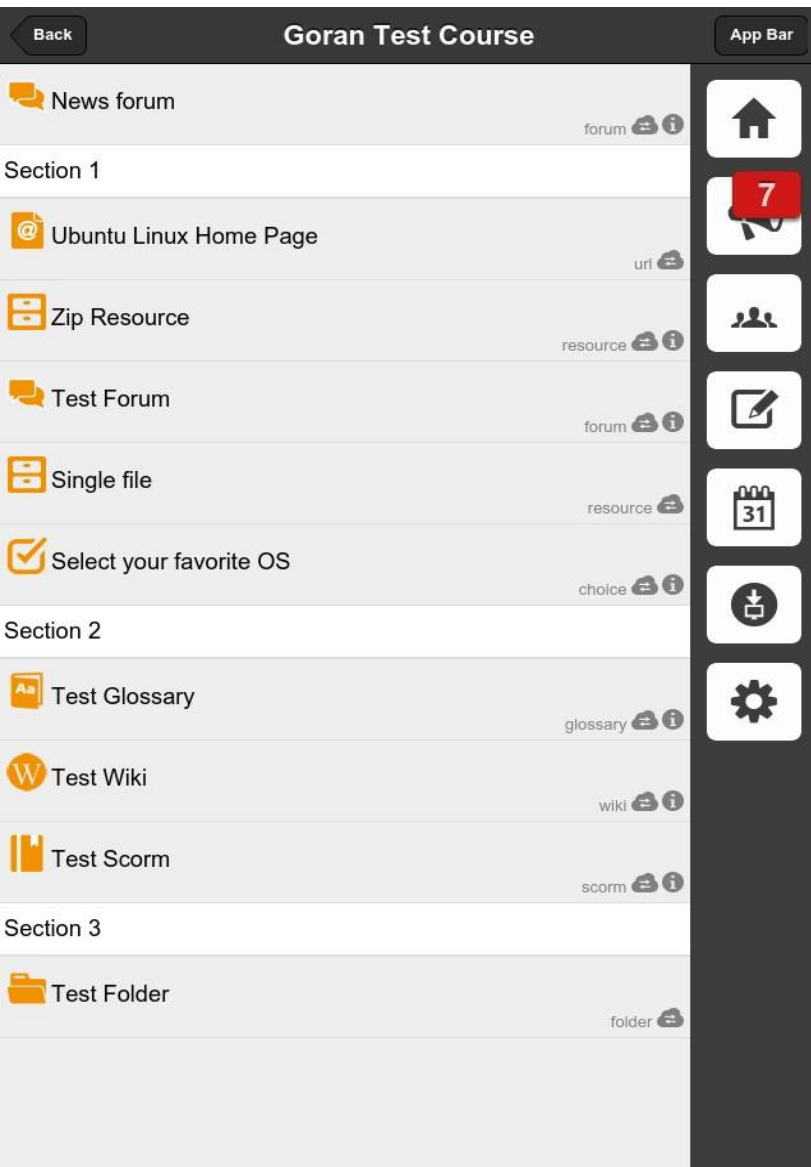 Back
Goran Test Course
App Bar
News forum
forum
Section 1
Ubuntu Linux Home Page
url
Zip Resource
resource
Test Forum
forum
Single file
resource
Select your favorite OS
choice
Section 2
Test Glossary
glossary
Test Wiki
wiki
Test Scorm
scorm
Section 3
Test Folder
folder
7
31